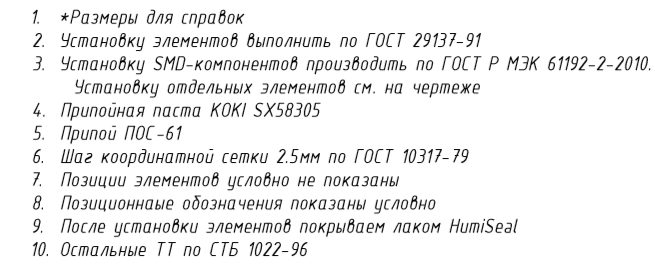 1. *Размеры для справок
2. Установку элементов выполнить по ГОСТ 29137-91
3. Установку SMD-компонентов производить по ГОСТ Р МЭК 61192-2-2010.
Установку отдельных элементов см. на чертеже
4. Припойная паста KOKI SX58305
5. Припой ПОС-61
6. Шаг координатной сетки 2.5мм по ГОСТ 10317-79
7. Позиции элементов условно не показаны
8. Позиционнаые обозначения показаны условно
9. После установки элементов покрываем лаком HumiSeal
10. Остальные ТТ по СТБ 1022-96